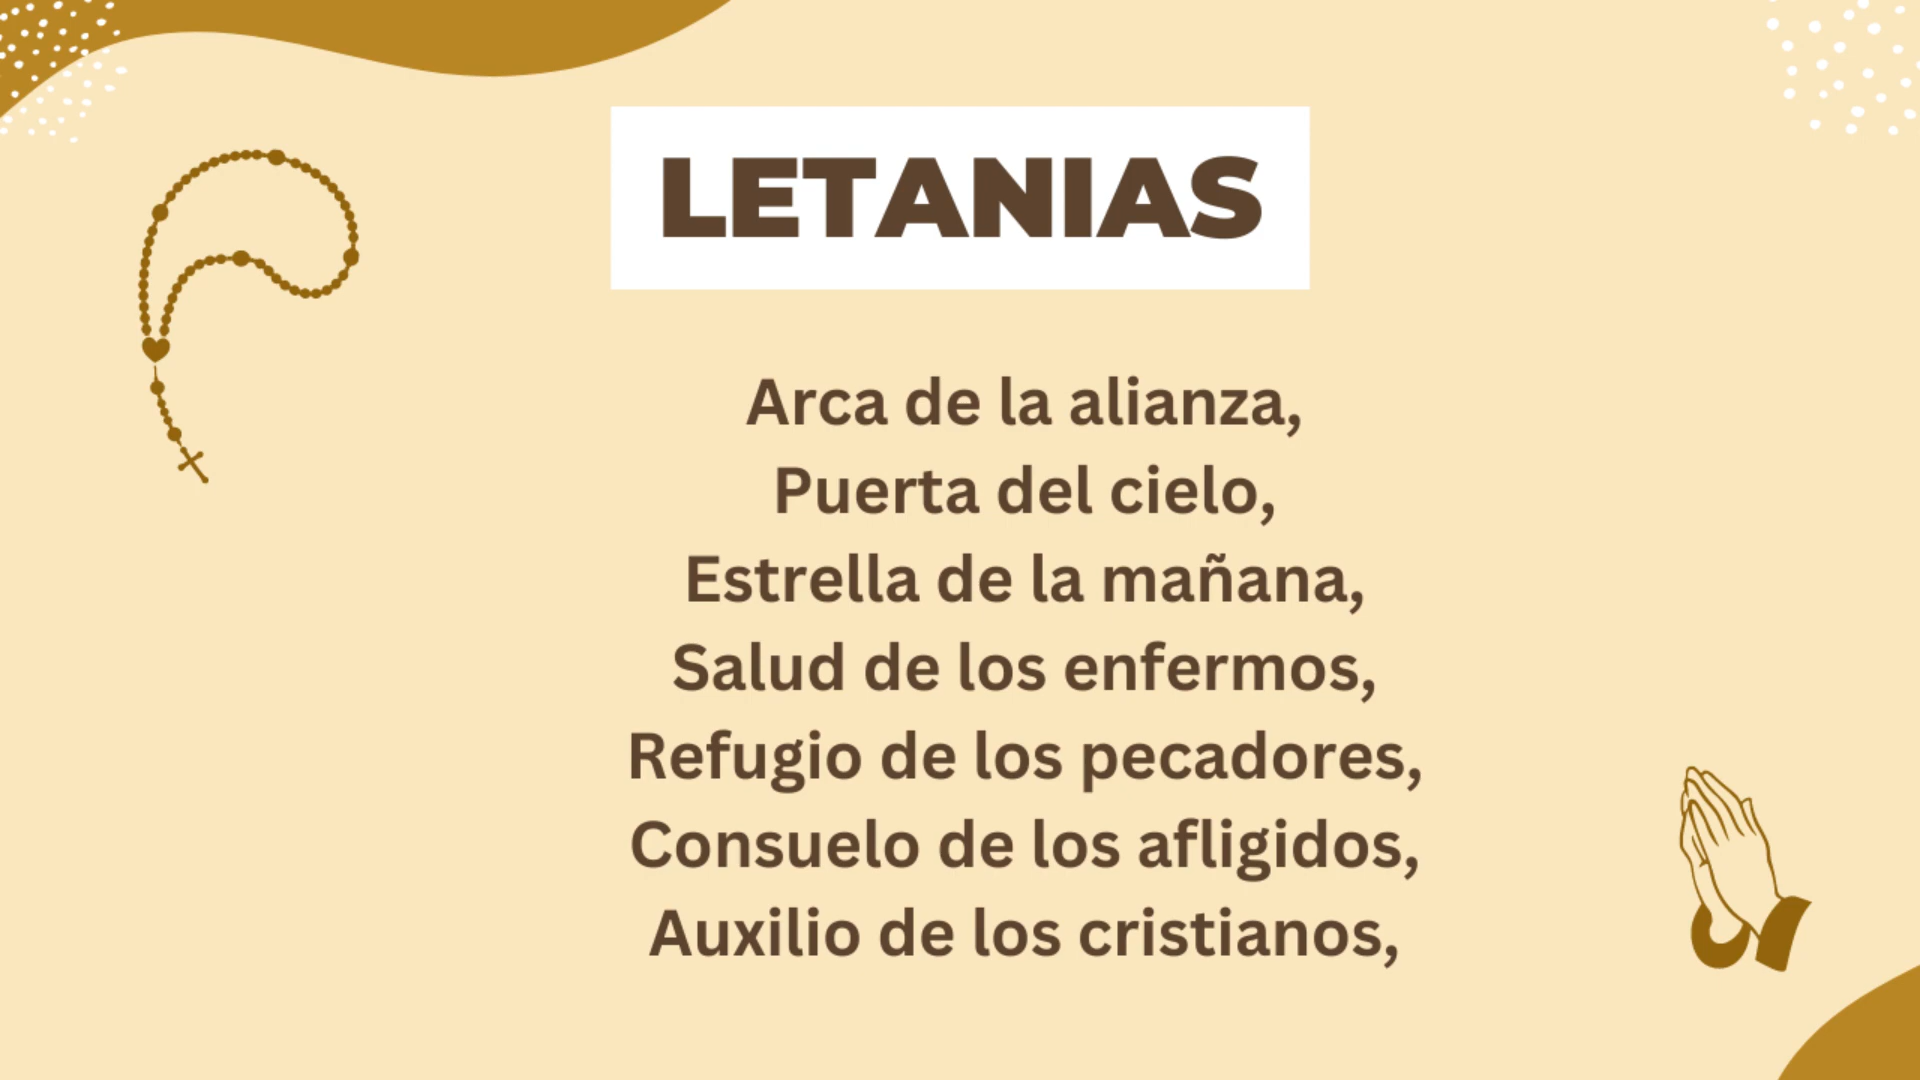 LETANIAS
Arca de la alianza,
Puerta del cielo,
Estrella de la mañana,
Salud de los enfermos,
Refugio de los pecadores,
Consuelo de los afligidos,
Auxilio de los cristianos,